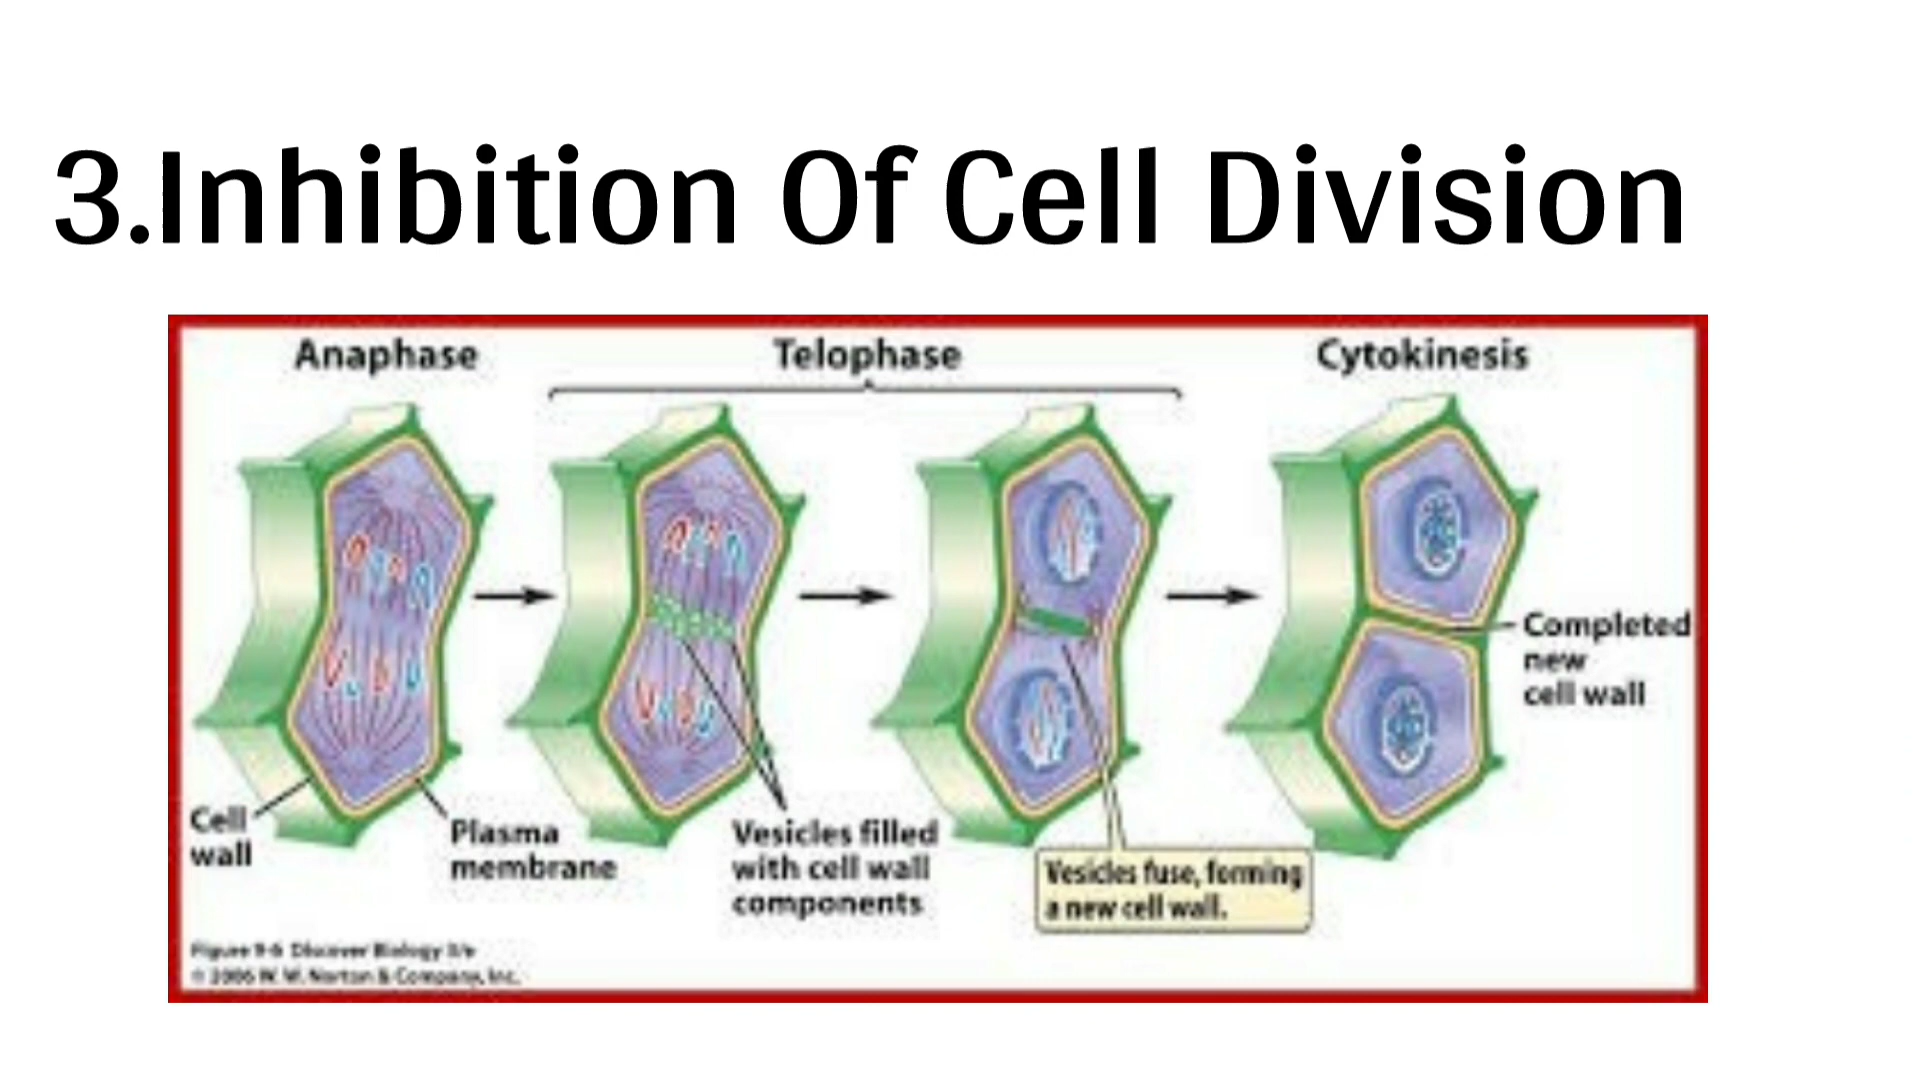 3.Inhibition Of Cell Division
Anaphase
Telophase
Cytokinesis
Completed
new
cell wall
Cell
wall
Plasma
membrane
Vesicles filled
with cell wall
components
Vesicles fuse, forming
a new cell wall.
Figure 9-6 Discover Biology 3/e
© 2006 W. W. Norton & Company, Inc.